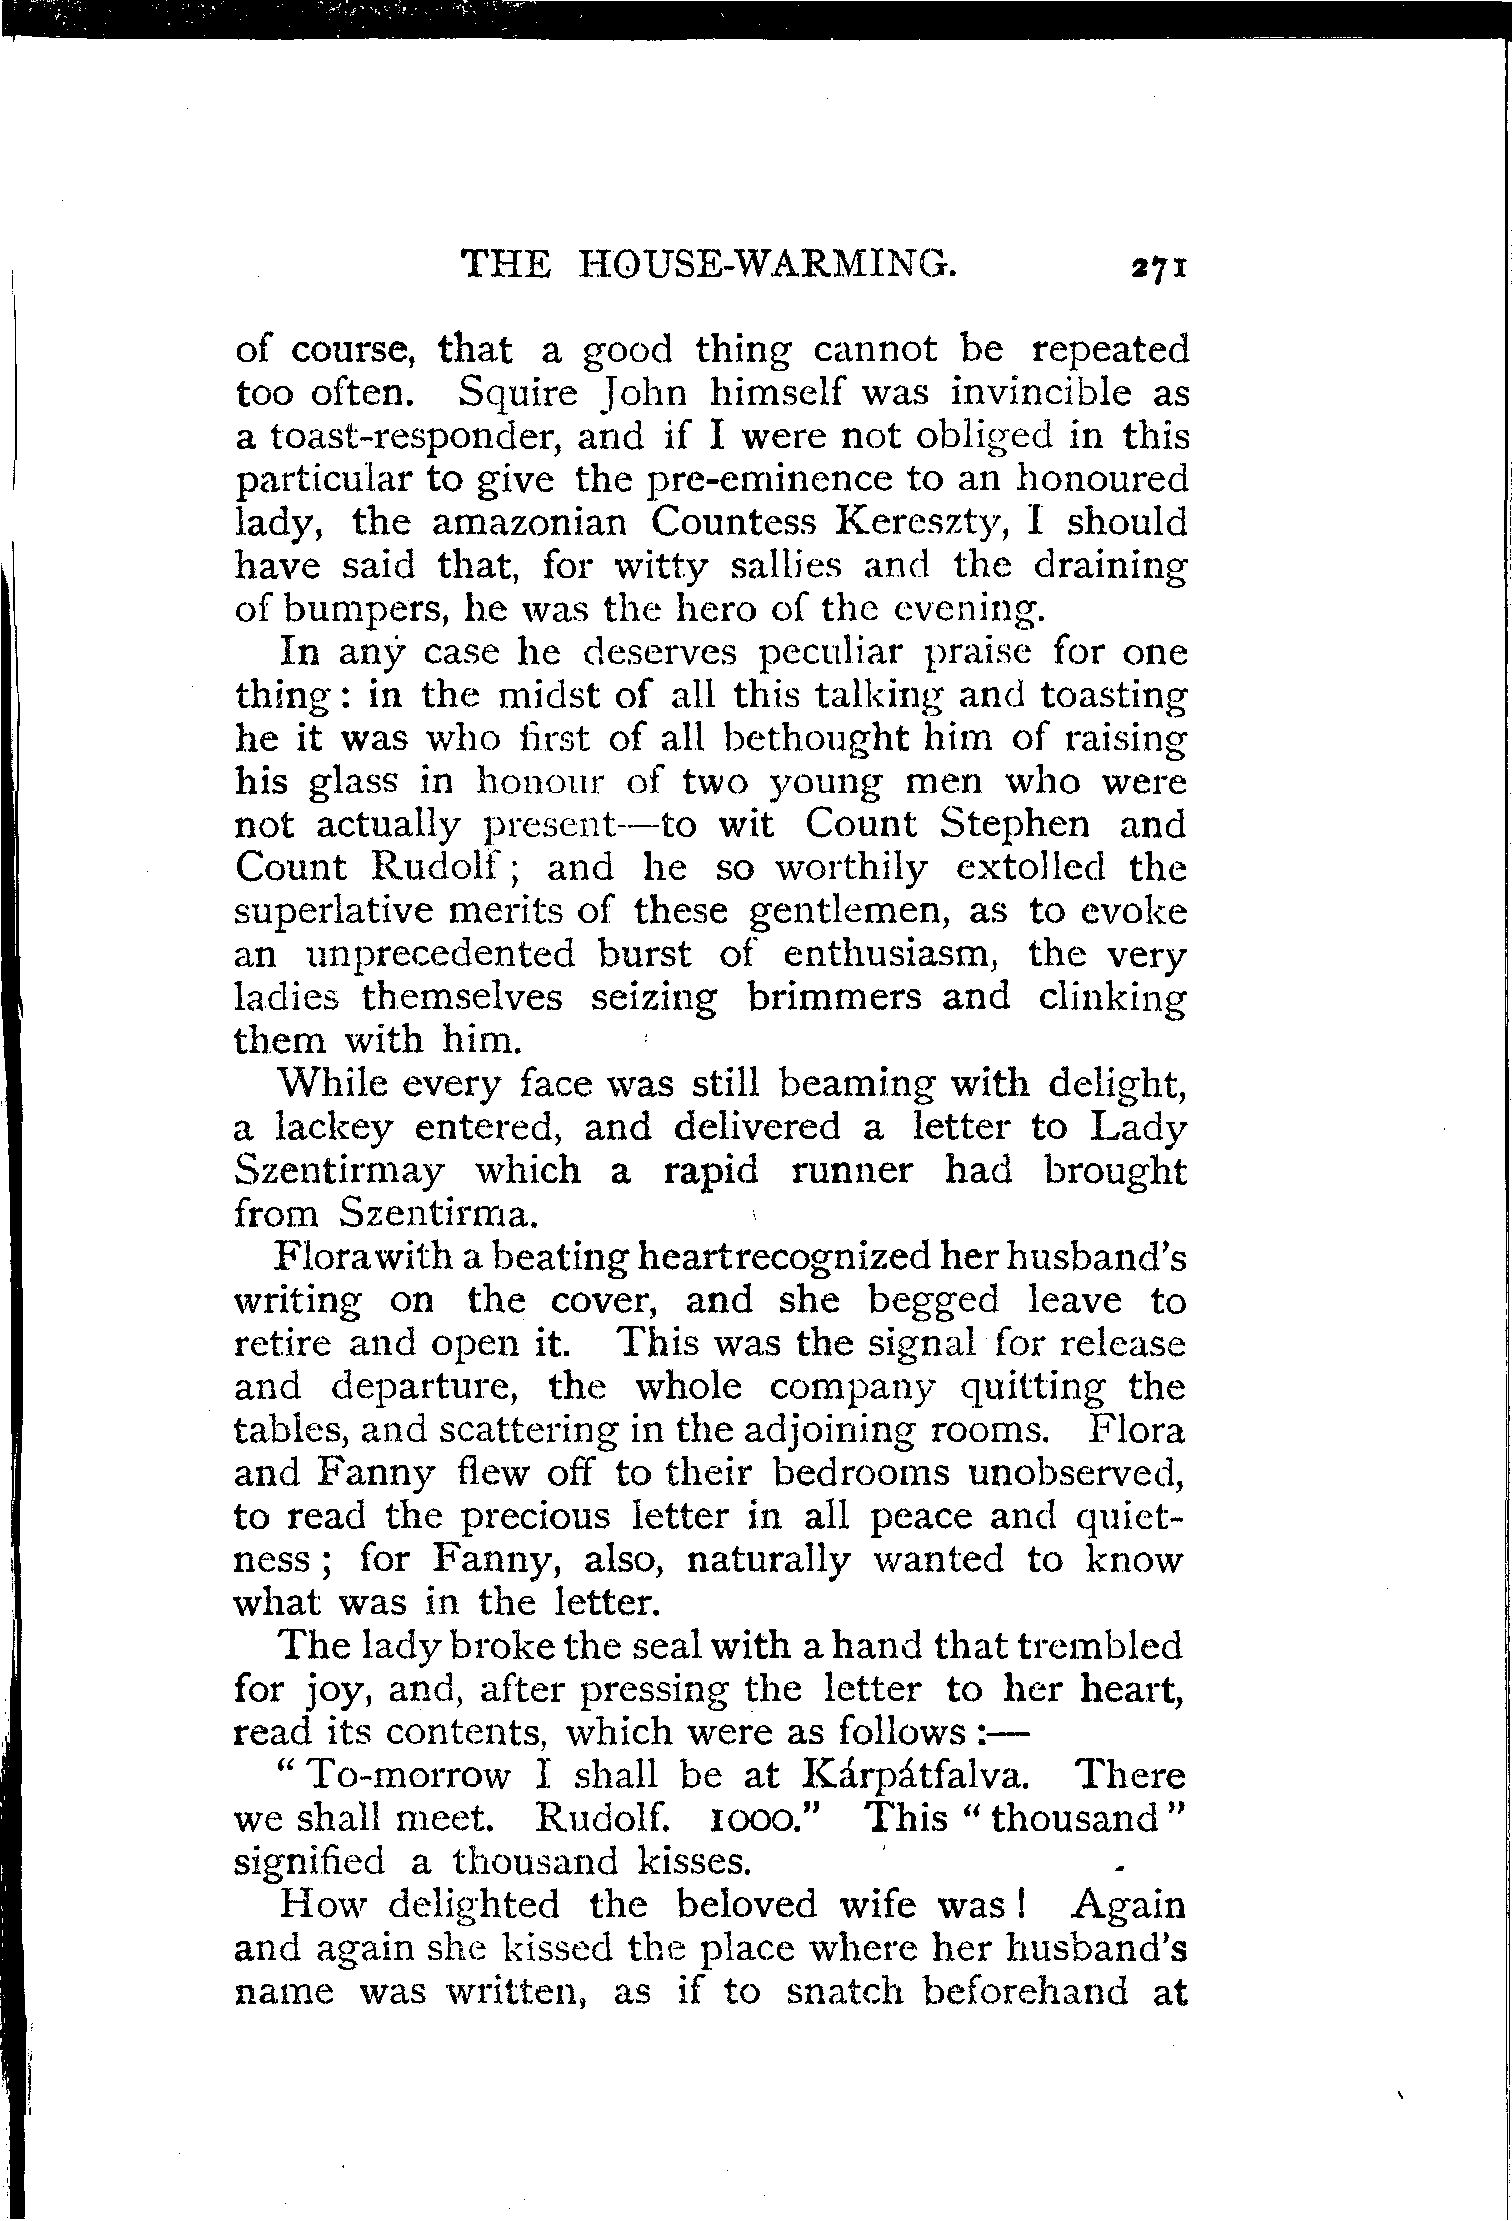 THE HOUSE-WARMING. 271
of course, that a good thing cannot be repeated
too often. Squire John himself was invincible as
a toast-responder, and if I were not obliged in this
particular to give the pre-eminence to an honoured
lady, the amazonian Countess Kereszty, I should
have said that, for witty sallies and the draining
of bumpers, he was the hero of the evening.
In any case he deserves peculiar praise for one
thing: in the midst of all this talking and toasting
he it was who first of all bethought him of raising
his glass in honour of two young men who were
not actually present—to wit Count Stephen and
Count Rudolf; and he so worthily extolled the
superlative merits of these gentlemen, as to evoke
an unprecedented burst of enthusiasm, the very
ladies themselves seizing brimmers and clinking
them with him.
While every face was still beaming with delight,
a lackey entered, and delivered a letter to Lady
Szentirmay which a rapid runner had brought
from Szentirma.
Flora with a beating heart recognized her husband's
writing on the cover, and she begged leave to
retire and open it. This was the signal for release
and departure, the whole company quitting the
tables, and scattering in the adjoining rooms. Flora
and Fanny flew off to their bedrooms unobserved,
to read the precious letter in all peace and quiet-
ness; for Fanny, also, naturally wanted to know
what was in the letter.
The lady broke the seal with a hand that trembled
for joy, and, after pressing the letter to her heart,
read its contents, which were as follows:—
"To-morrow I shall be at Kárpátfalva. There
we shall meet. Rudolf. 1000." This "thousand"
signified a thousand kisses.
How delighted the beloved wife was! Again
and again she kissed the place where her husband's
name was written, as if to snatch beforehand at